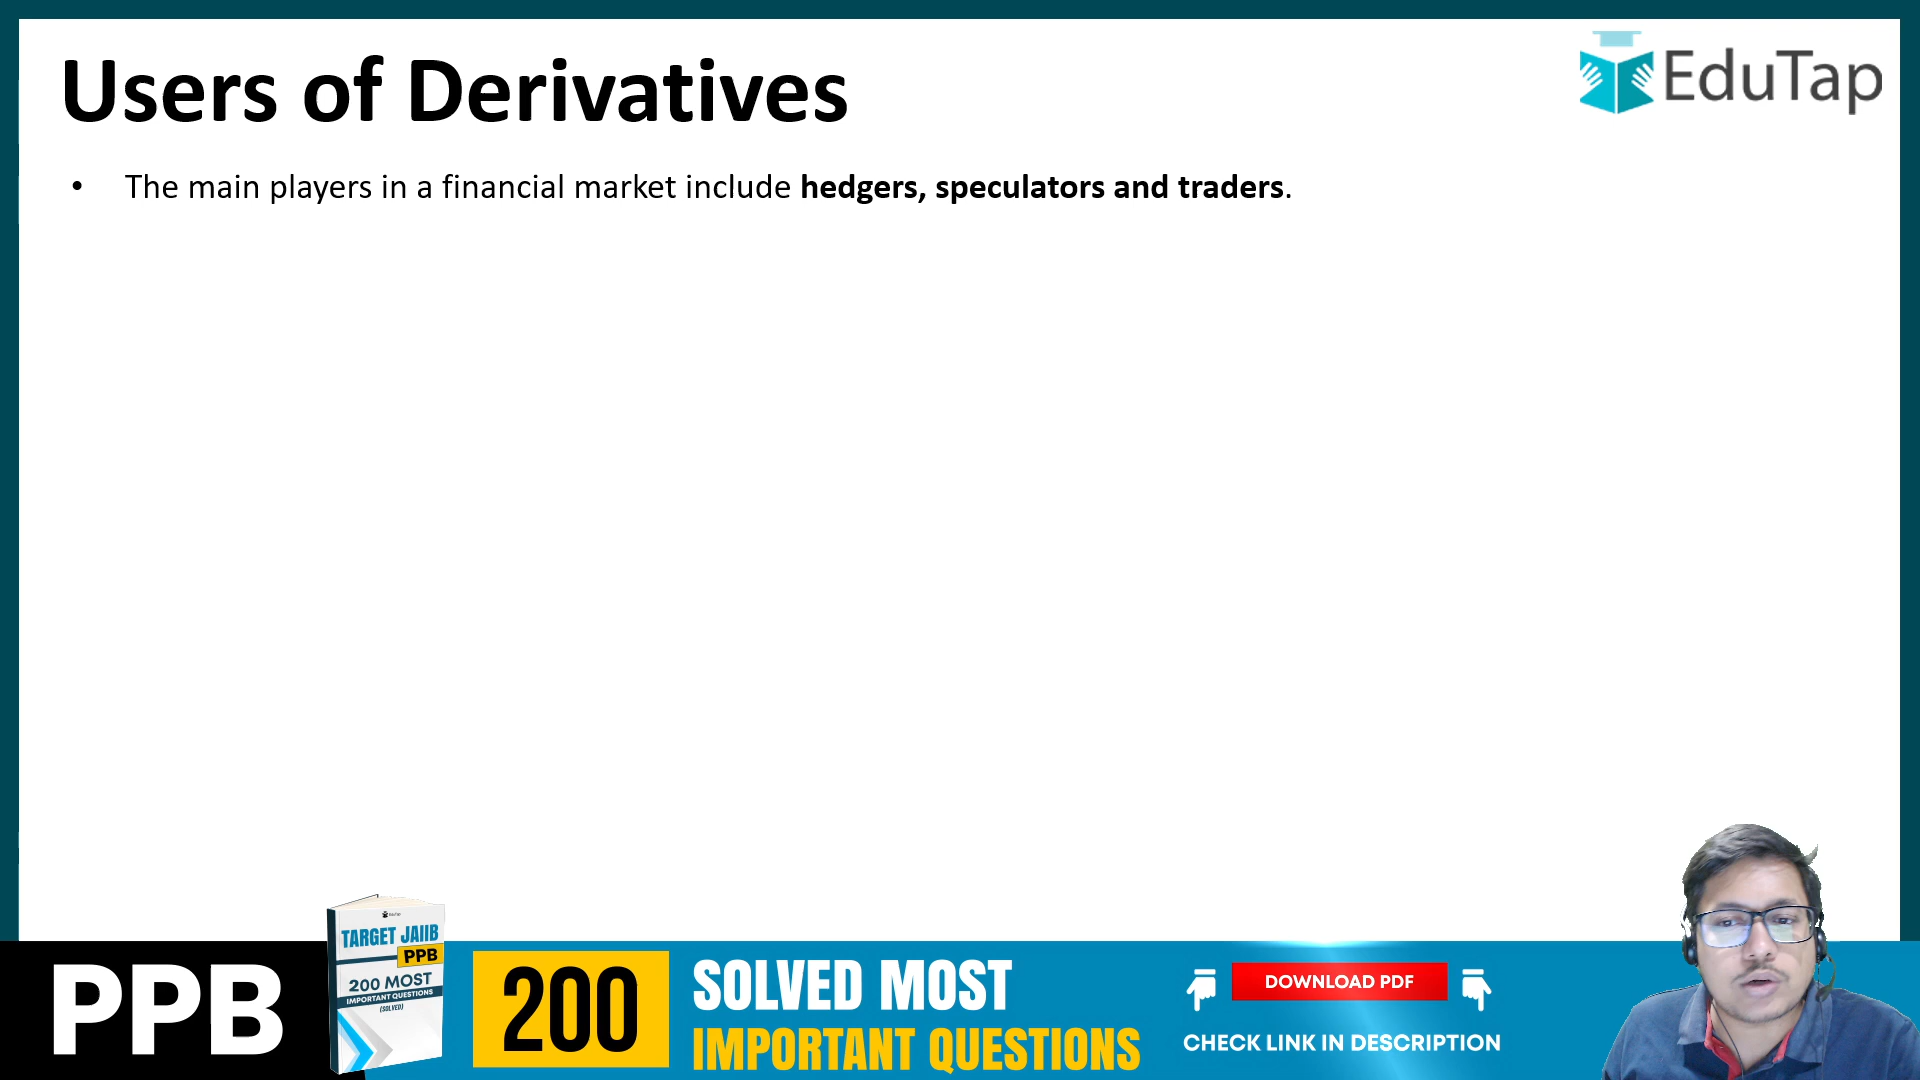 Users of Derivatives
EduTap
• The main players in a financial market include hedgers, speculators and traders.
PPB
TARGET JAIIB
PPB
200 MOST
IMPORTANT QUESTIONS
(SOLVED)
200
SOLVED MOST
IMPORTANT QUESTIONS
DOWNLOAD PDF
CHECK LINK IN DESCRIPTION